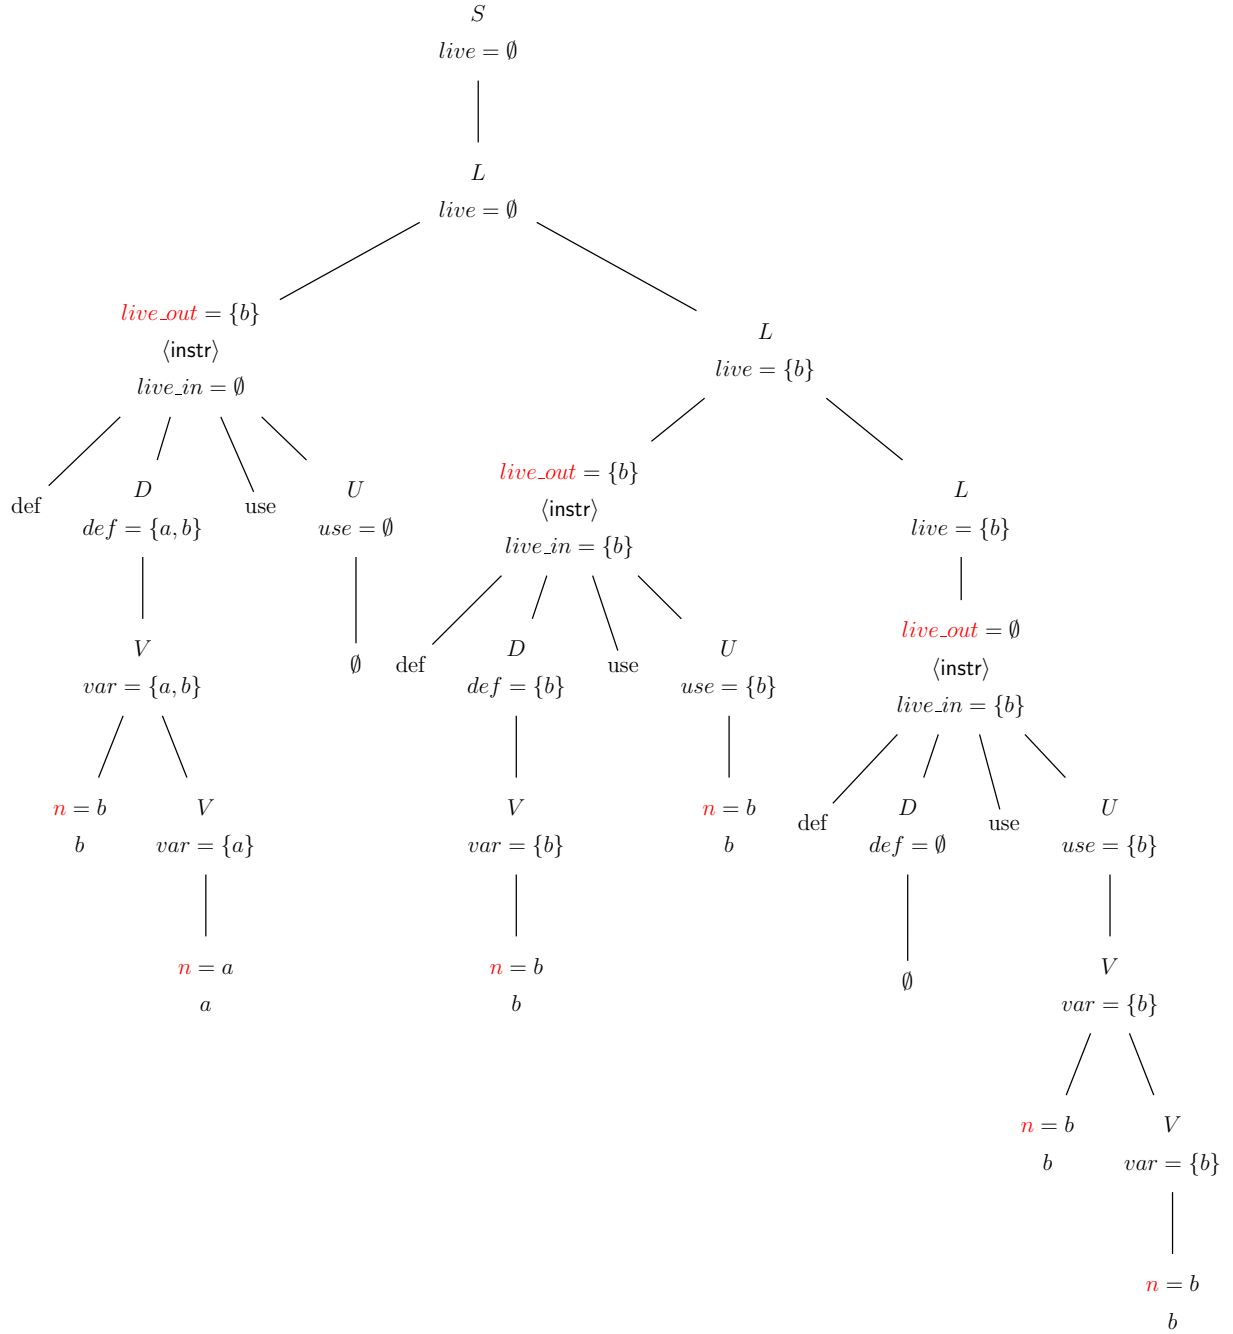 S
live = ∅
L
live = ∅
live_out = {b}
⟨instr⟩
live_in = ∅
L
live = {b}
def
D
def = {a, b}
use
U
use = ∅
live_out = {b}
⟨instr⟩
live_in = {b}
L
live = {b}
V
var = {a, b}
∅
def
D
def = {b}
use
U
use = {b}
live_out = ∅
⟨instr⟩
live_in = {b}
n = b
b
V
var = {a}
V
var = {b}
n = b
b
def
D
def = ∅
use
U
use = {b}
n = a
a
n = b
b
∅
V
var = {b}
n = b
b
V
var = {b}
n = b
b